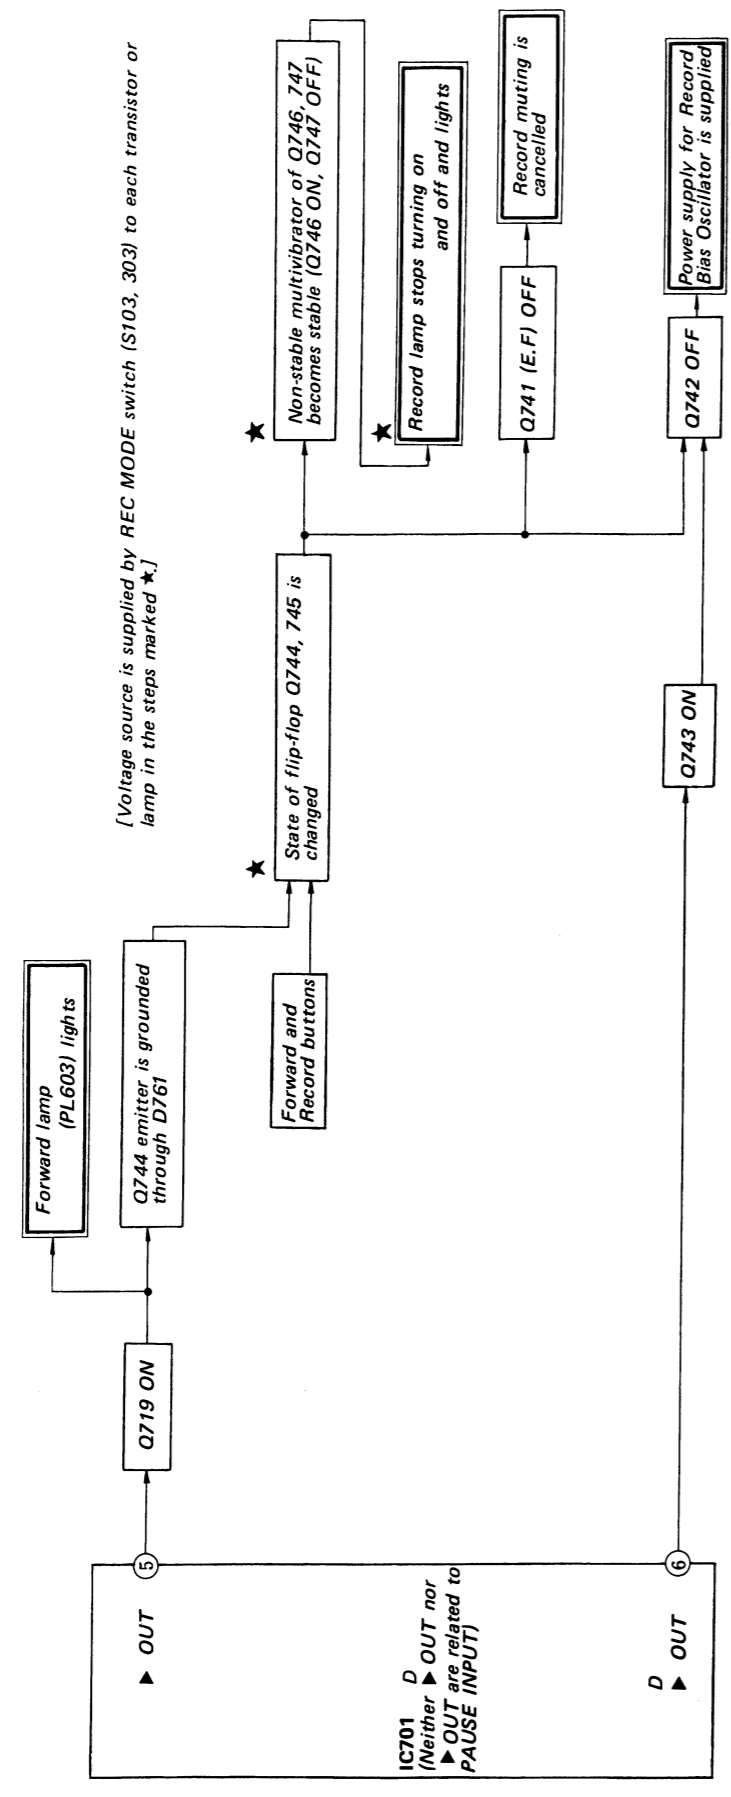 [Voltage source is supplied by REC MODE switch (S103, 303) to each transistor or
lamp in the steps marked ★.]
Forward lamp
(PL603) lights
▶ OUT
5
Q719 ON
Q744 emitter is grounded
through D761
Forward and
Record buttons
★
State of flip-flop Q744, 745 is
changed
★
Non-stable multivibrator of Q746, 747
becomes stable (Q746 ON, Q747 OFF)
★
Record lamp stops turning on
and off and lights
Q741 (E.F) OFF
Record muting is
cancelled
IC701 D
(Neither ▶ OUT nor
▶ OUT are related to
PAUSE INPUT)
D
▶ OUT
6
Q743 ON
Q742 OFF
Power supply for Record
Bias Oscillator is supplied